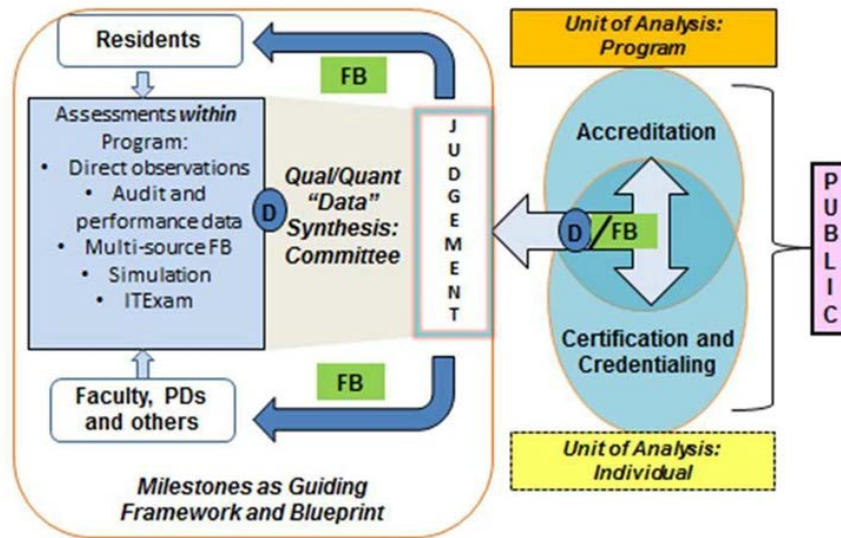 Residents
FB
Assessments within
Program:
• Direct observations
• Audit and
performance data
• Multi-source FB
• Simulation
• ITExam
D
Qual/Quant
"Data"
Synthesis:
Committee
JUDGEMENT
FB
Faculty, PDs
and others
Milestones as Guiding
Framework and Blueprint
Unit of Analysis:
Program
Accreditation
D/FB
Certification and
Credentialing
Unit of Analysis:
Individual
PUBLIC